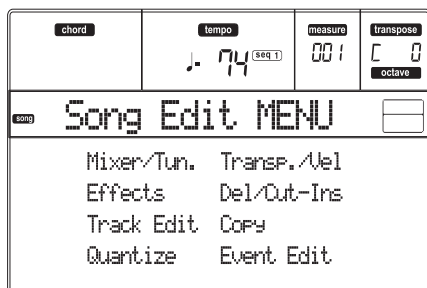 chord tempo measure transpose
♩. 74 seq 1 001 C 0
octave
song Song Edit MENU
Mixer/Tun. Transp./Vel
Effects Del/Cut-Ins
Track Edit Copy
Quantize Event Edit